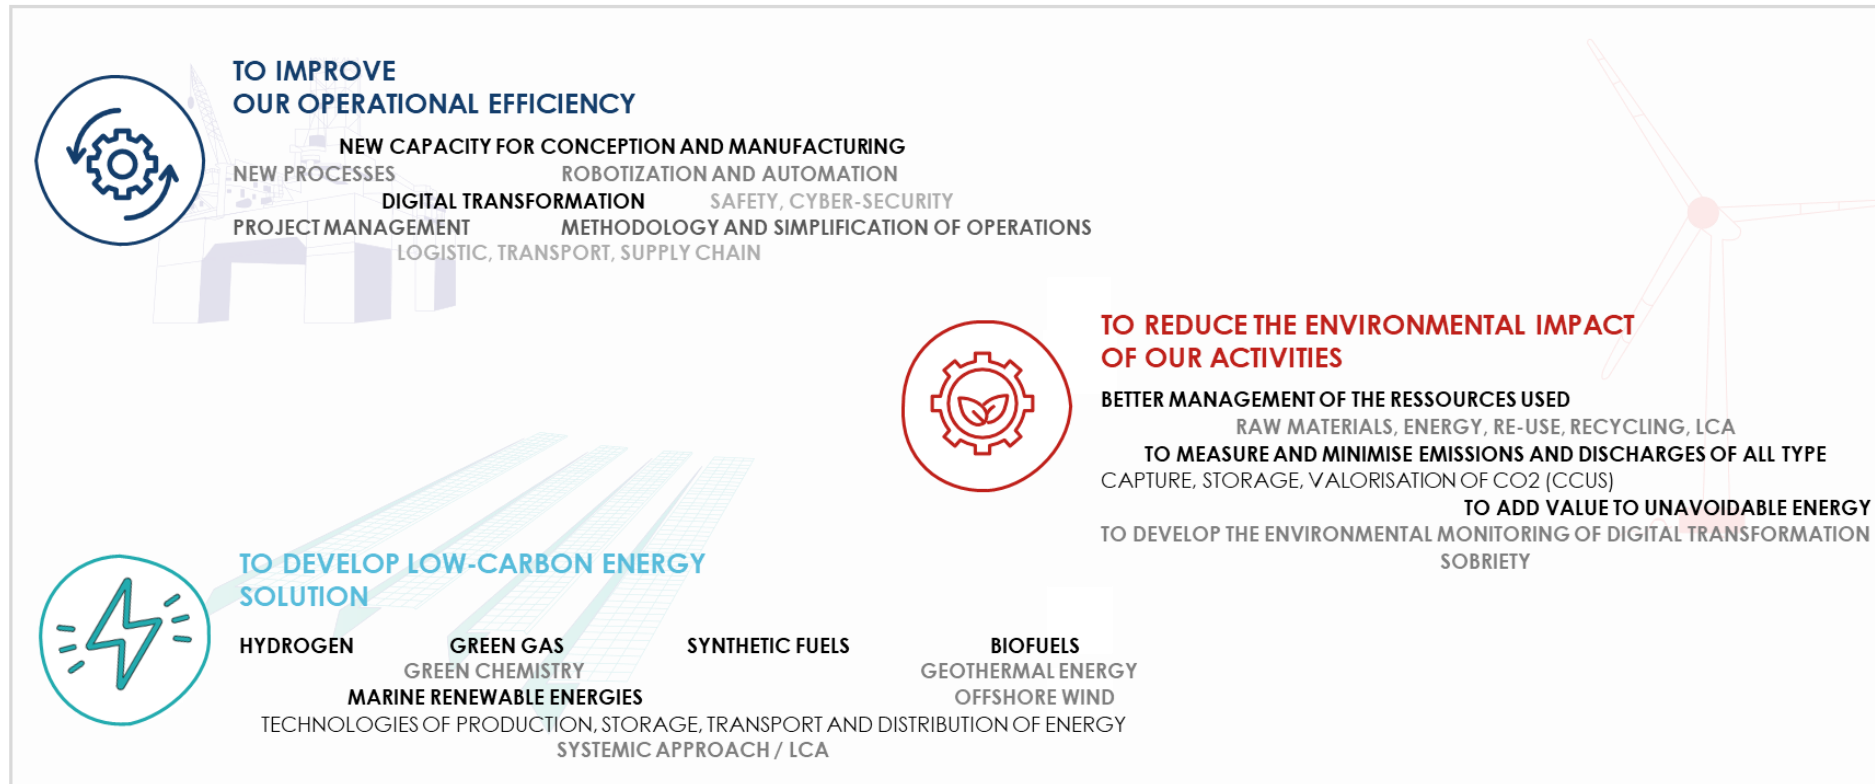 TO IMPROVE
OUR OPERATIONAL EFFICIENCY
NEW CAPACITY FOR CONCEPTION AND MANUFACTURING
NEW PROCESSES ROBOTIZATION AND AUTOMATION
DIGITAL TRANSFORMATION SAFETY, CYBER-SECURITY
PROJECT MANAGEMENT METHODOLOGY AND SIMPLIFICATION OF OPERATIONS
LOGISTIC, TRANSPORT, SUPPLY CHAIN
TO REDUCE THE ENVIRONMENTAL IMPACT
OF OUR ACTIVITIES
BETTER MANAGEMENT OF THE RESSOURCES USED
RAW MATERIALS, ENERGY, RE-USE, RECYCLING, LCA
TO MEASURE AND MINIMISE EMISSIONS AND DISCHARGES OF ALL TYPE
CAPTURE, STORAGE, VALORISATION OF CO2 (CCUS)
TO ADD VALUE TO UNAVOIDABLE ENERGY
TO DEVELOP THE ENVIRONMENTAL MONITORING OF DIGITAL TRANSFORMATION
SOBRIETY
TO DEVELOP LOW-CARBON ENERGY
SOLUTION
HYDROGEN GREEN GAS SYNTHETIC FUELS BIOFUELS
GREEN CHEMISTRY GEOTHERMAL ENERGY
MARINE RENEWABLE ENERGIES OFFSHORE WIND
TECHNOLOGIES OF PRODUCTION, STORAGE, TRANSPORT AND DISTRIBUTION OF ENERGY
SYSTEMIC APPROACH / LCA